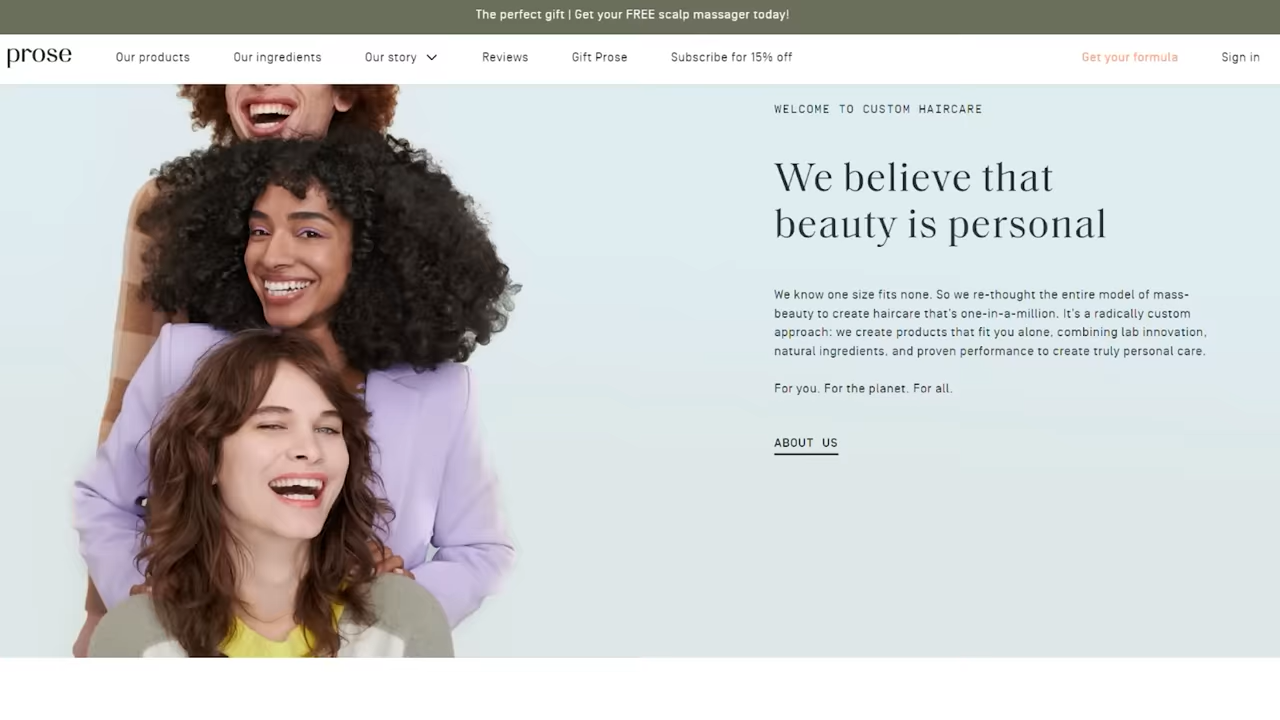 The perfect gift | Get your FREE scalp massager today!
prose
Our products
Our ingredients
Our story
Reviews
Gift Prose
Subscribe for 15% off
Get your formula
Sign in
WELCOME TO CUSTOM HAIRCARE
We believe that
beauty is personal
We know one size fits none. So we re-thought the entire model of mass-
beauty to create haircare that's one-in-a-million. It's a radically custom
approach: we create products that fit you alone, combining lab innovation,
natural ingredients, and proven performance to create truly personal care.
For you. For the planet. For all.
ABOUT US